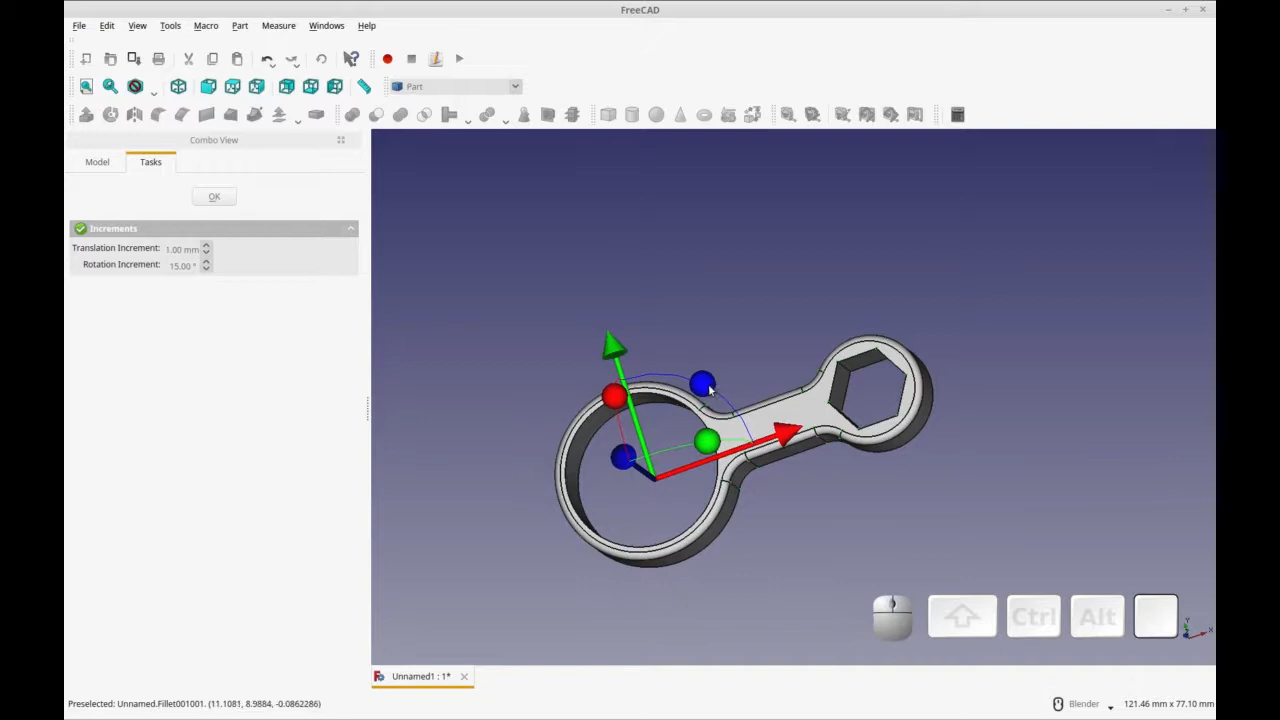 FreeCAD
File Edit View Tools Macro Part Measure Windows Help
Part
Combo View
Model Tasks
OK
Increments
Translation Increment: 1.00 mm
Rotation Increment: 15.00 °
Ctrl Alt
Y
X
Unnamed1 : 1*
Preselected: Unnamed.Fillet001001. (11.1081, 8.9884, -0.0862286)
Blender 121.46 mm x 77.10 mm